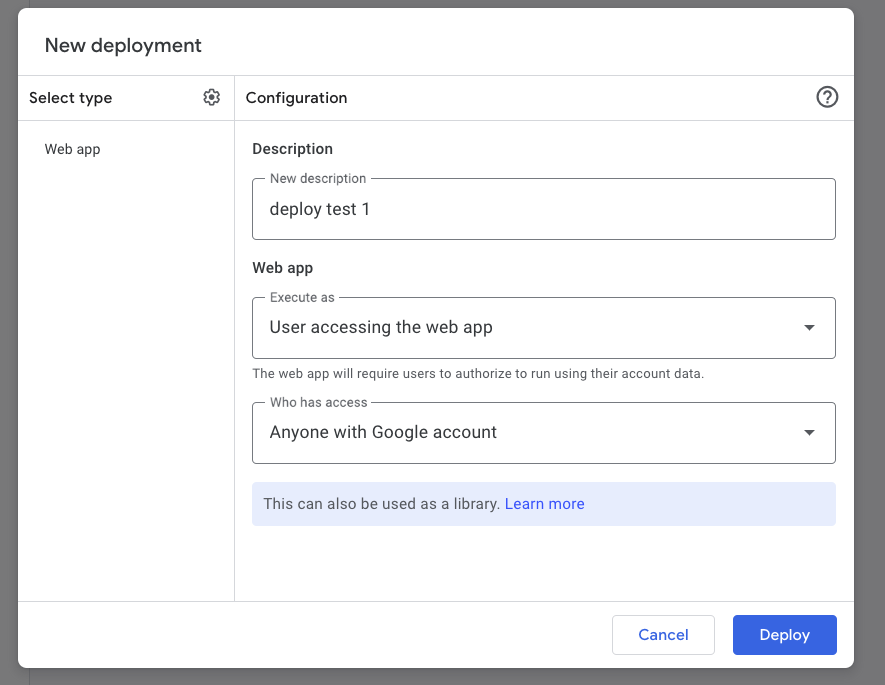 New deployment
Select type
Configuration
Web app
Description
New description
deploy test 1
Web app
Execute as
User accessing the web app
The web app will require users to authorize to run using their account data.
Who has access
Anyone with Google account
This can also be used as a library. Learn more
Cancel
Deploy